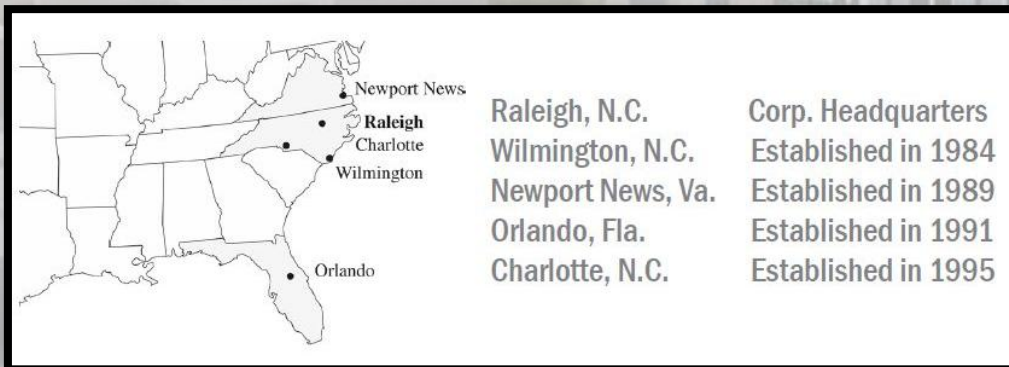 Newport News
Raleigh
Charlotte
Wilmington
Orlando
Raleigh, N.C. Corp. Headquarters
Wilmington, N.C. Established in 1984
Newport News, Va. Established in 1989
Orlando, Fla. Established in 1991
Charlotte, N.C. Established in 1995